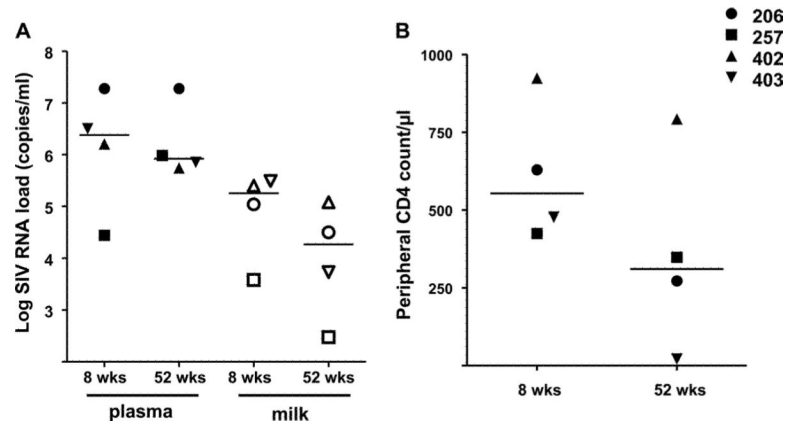 A
Log SIV RNA load (copies/ml)
8
7
6
5
4
3
8 wks
52 wks
8 wks
52 wks
plasma
milk
B
Peripheral CD4 count/µl
1000
750
500
250
8 wks
52 wks
206
257
402
403